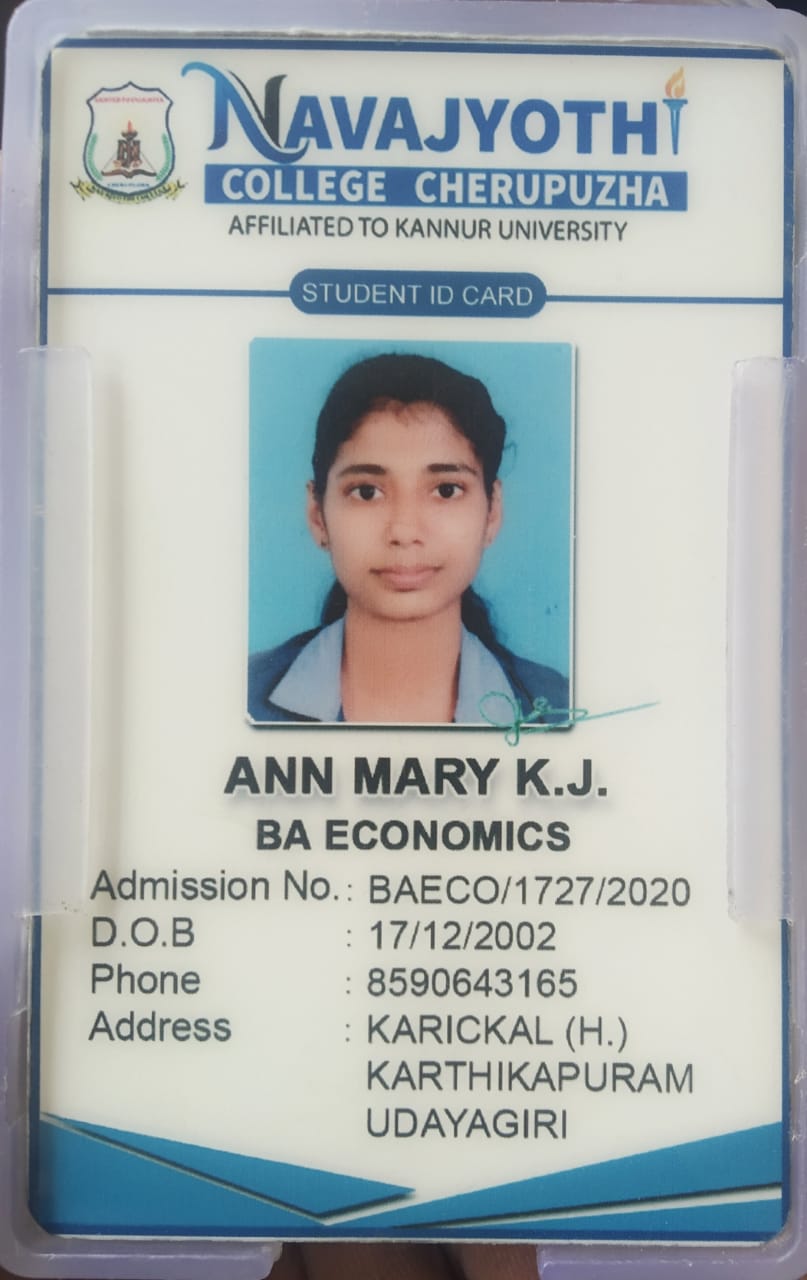 NAVAJYOTHI
COLLEGE CHERUPUZHA
AFFILIATED TO KANNUR UNIVERSITY
STUDENT ID CARD
ANN MARY K.J.
BA ECONOMICS
Admission No. : BAECO/1727/2020
D.O.B : 17/12/2002
Phone : 8590643165
Address : KARICKAL (H.)
KARTHIKAPURAM
UDAYAGIRI